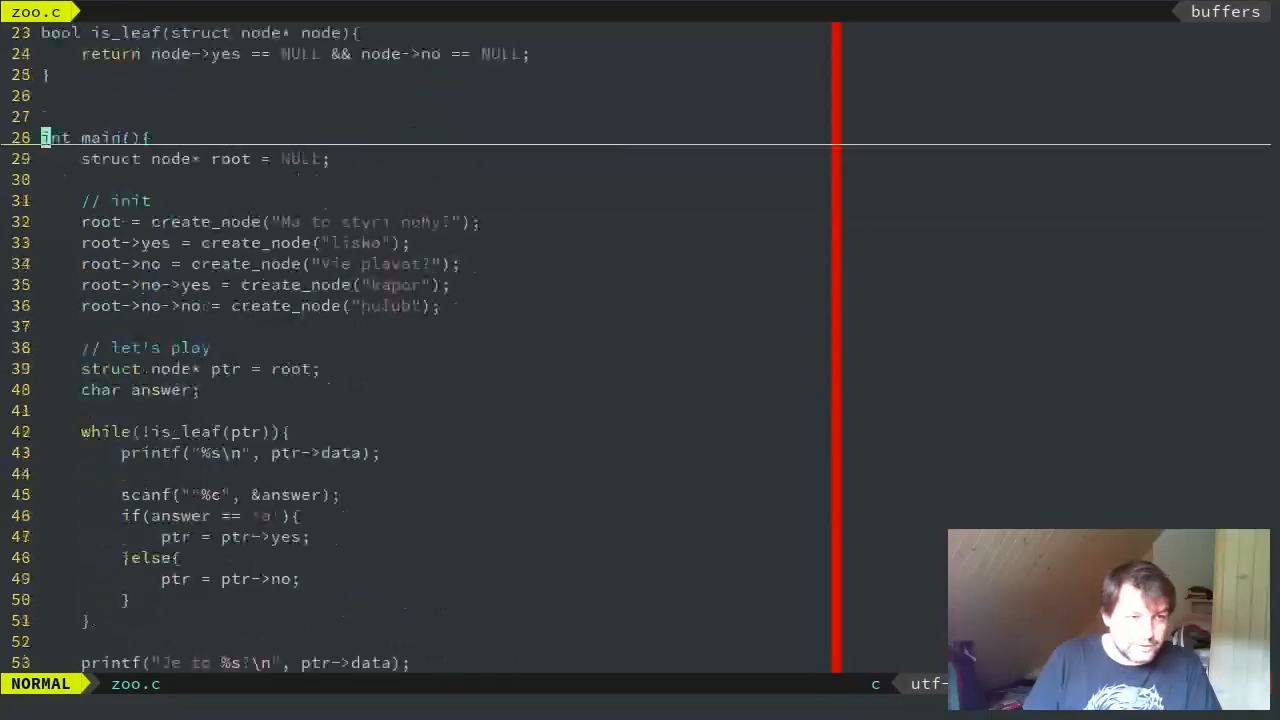 zoo.c buffers
23 bool is_leaf(struct node* node){
24 return node->yes == NULL && node->no == NULL;
25 }
26
27
28 int main(){
29 struct node* root = NULL;
30
31 // init
32 root = create_node("Ma to styri nohy?");
33 root->yes = create_node("liska");
34 root->no = create_node("Vie plavat?");
35 root->no->yes = create_node("kapor");
36 root->no->no = create_node("holub");
37
38 // let's play
39 struct node* ptr = root;
40 char answer;
41
42 while(!is_leaf(ptr)){
43 printf("%s\n", ptr->data);
44
45 scanf(" %c", &answer);
46 if(answer == 'a'){
47 ptr = ptr->yes;
48 }else{
49 ptr = ptr->no;
50 }
51 }
52
53 printf("Je to %s?\n", ptr->data);
NORMAL zoo.c c utf-